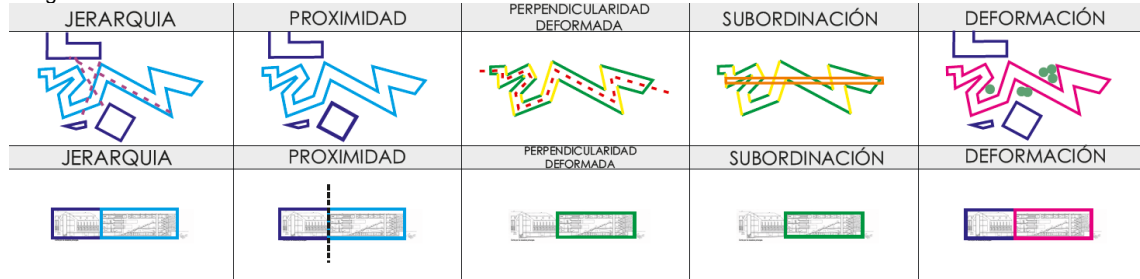 JERARQUIA
PROXIMIDAD
PERPENDICULARIDAD
DEFORMADA
SUBORDINACIÓN
DEFORMACIÓN
JERARQUIA
PROXIMIDAD
PERPENDICULARIDAD
DEFORMADA
SUBORDINACIÓN
DEFORMACIÓN